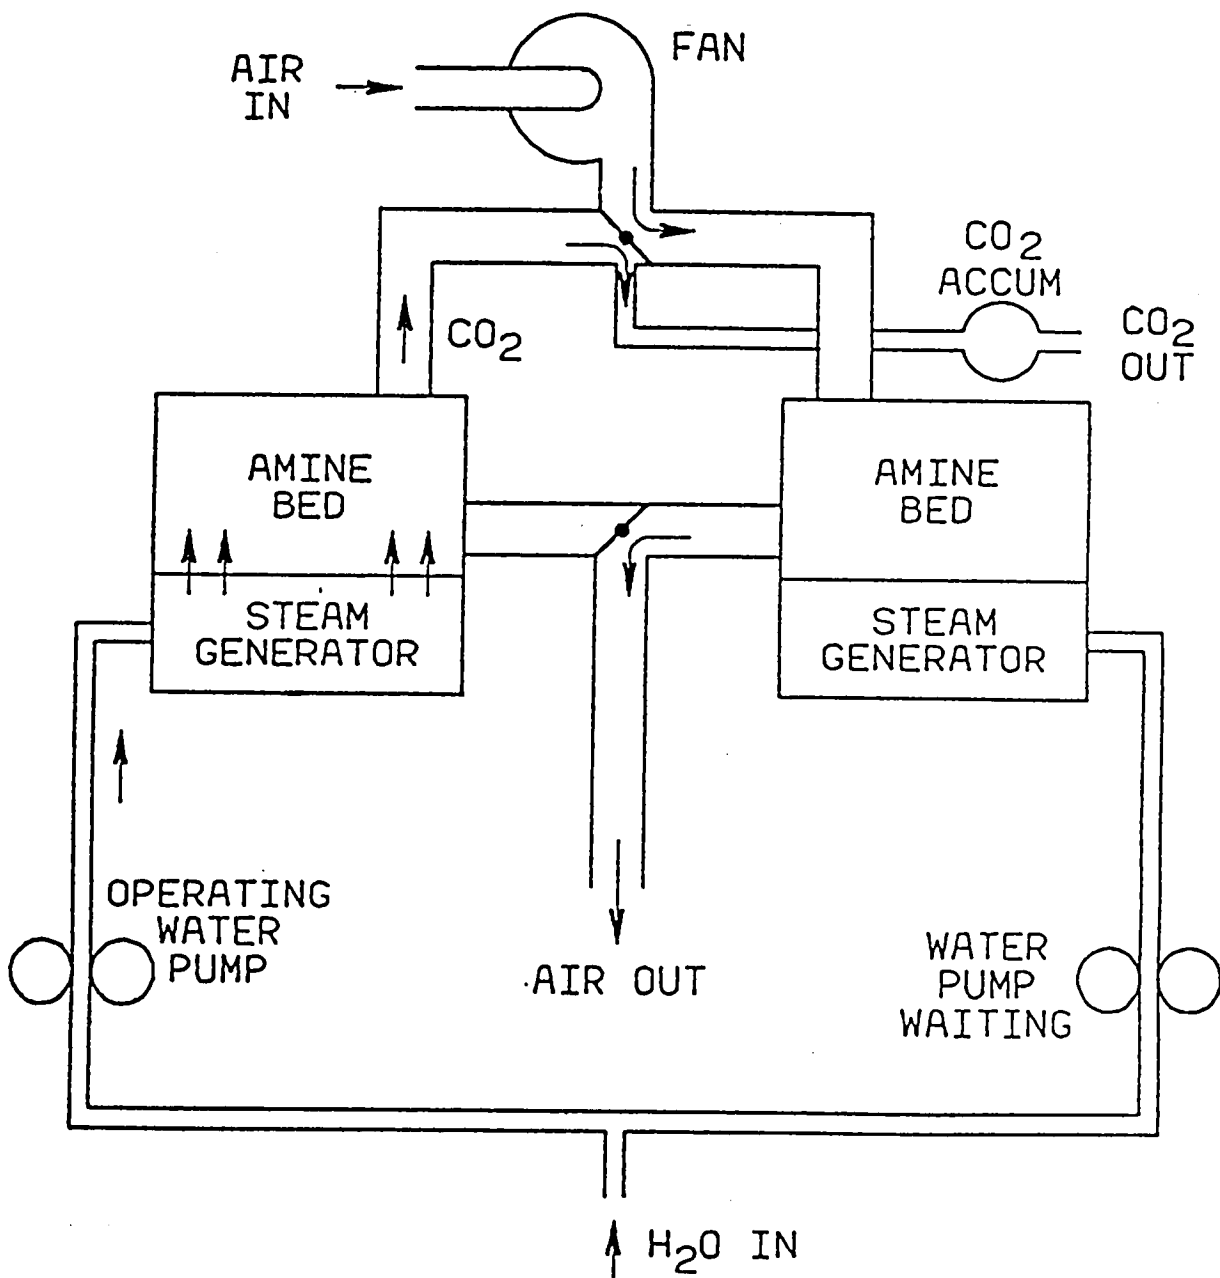 FAN
AIR
IN
CO2
ACCUM
CO2
OUT
CO2
AMINE
BED
AMINE
BED
STEAM
GENERATOR
STEAM
GENERATOR
OPERATING
WATER
PUMP
AIR OUT
WATER
PUMP
WAITING
H2O IN